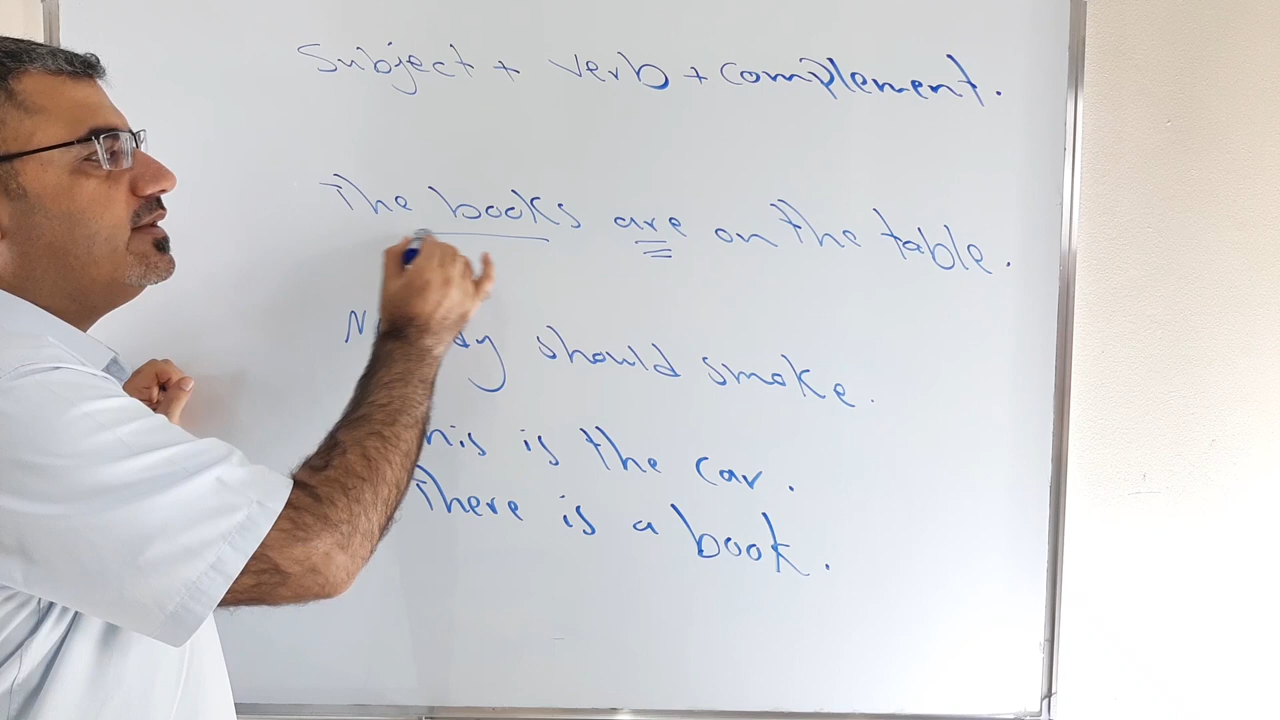 Subject + verb + complement.
The books are on the table.
should smoke.
is the car.
There is a book.